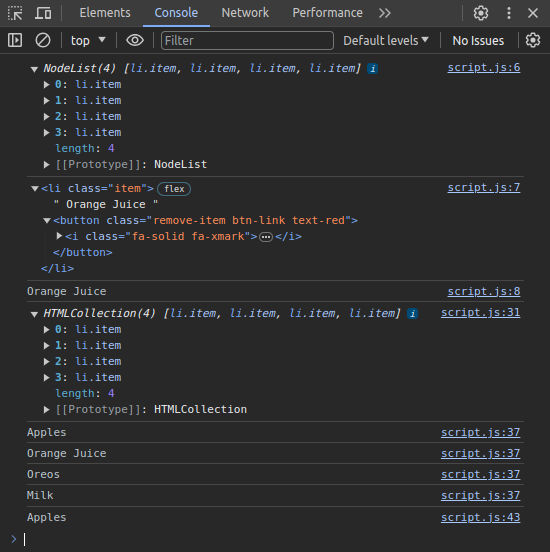 Elements Console Network Performance
top Filter Default levels No Issues
NodeList(4) [li.item, li.item, li.item, li.item] i script.js:6
0: li.item
1: li.item
2: li.item
3: li.item
length: 4
[[Prototype]]: NodeList
<li class="item"> flex script.js:7
" Orange Juice "
<button class="remove-item btn-link text-red">
<i class="fa-solid fa-xmark">…</i>
</button>
</li>
Orange Juice script.js:8
HTMLCollection(4) [li.item, li.item, li.item, li.item] i script.js:31
0: li.item
1: li.item
2: li.item
3: li.item
length: 4
[[Prototype]]: HTMLCollection
Apples script.js:37
Orange Juice script.js:37
Oreos script.js:37
Milk script.js:37
Apples script.js:43